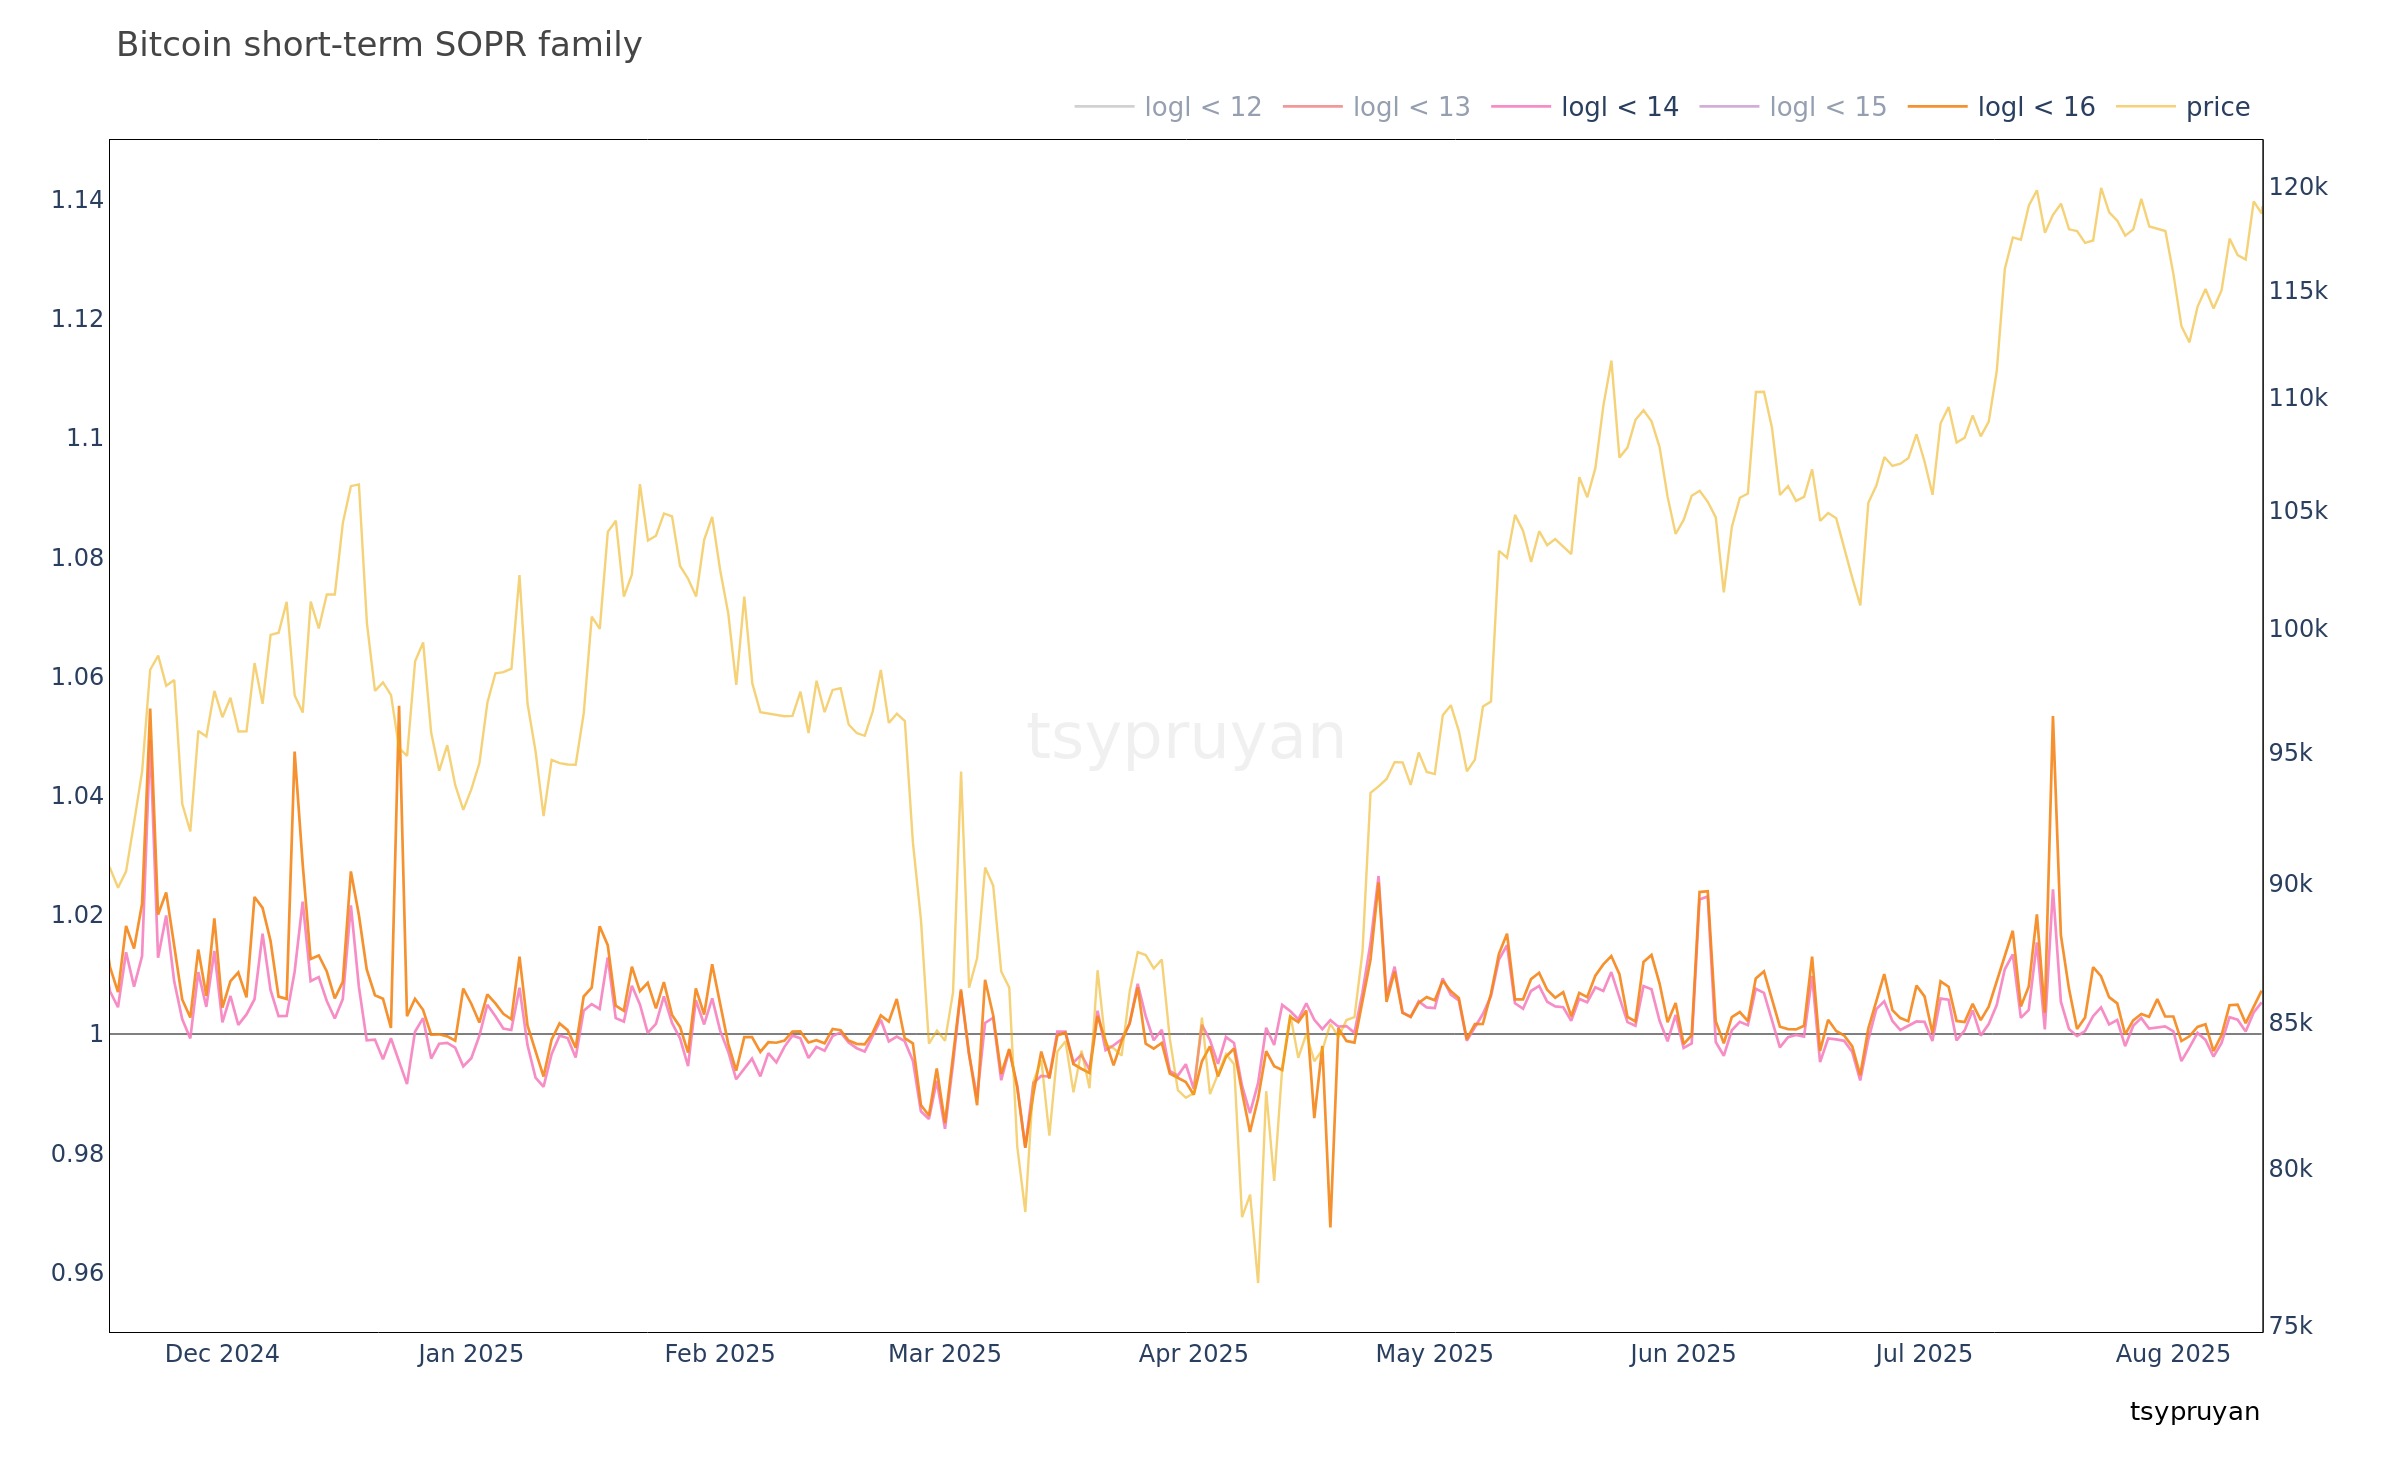 Bitcoin short-term SOPR family
logl < 12 logl < 13 logl < 14 logl < 15 logl < 16 price
1.14 120k
1.12 115k
1.1 110k
1.08 105k
1.06 100k
1.04 95k
1.02 90k
1 85k
0.98 80k
0.96 75k
tsypruyan
Dec 2024 Jan 2025 Feb 2025 Mar 2025 Apr 2025 May 2025 Jun 2025 Jul 2025 Aug 2025
tsypruyan